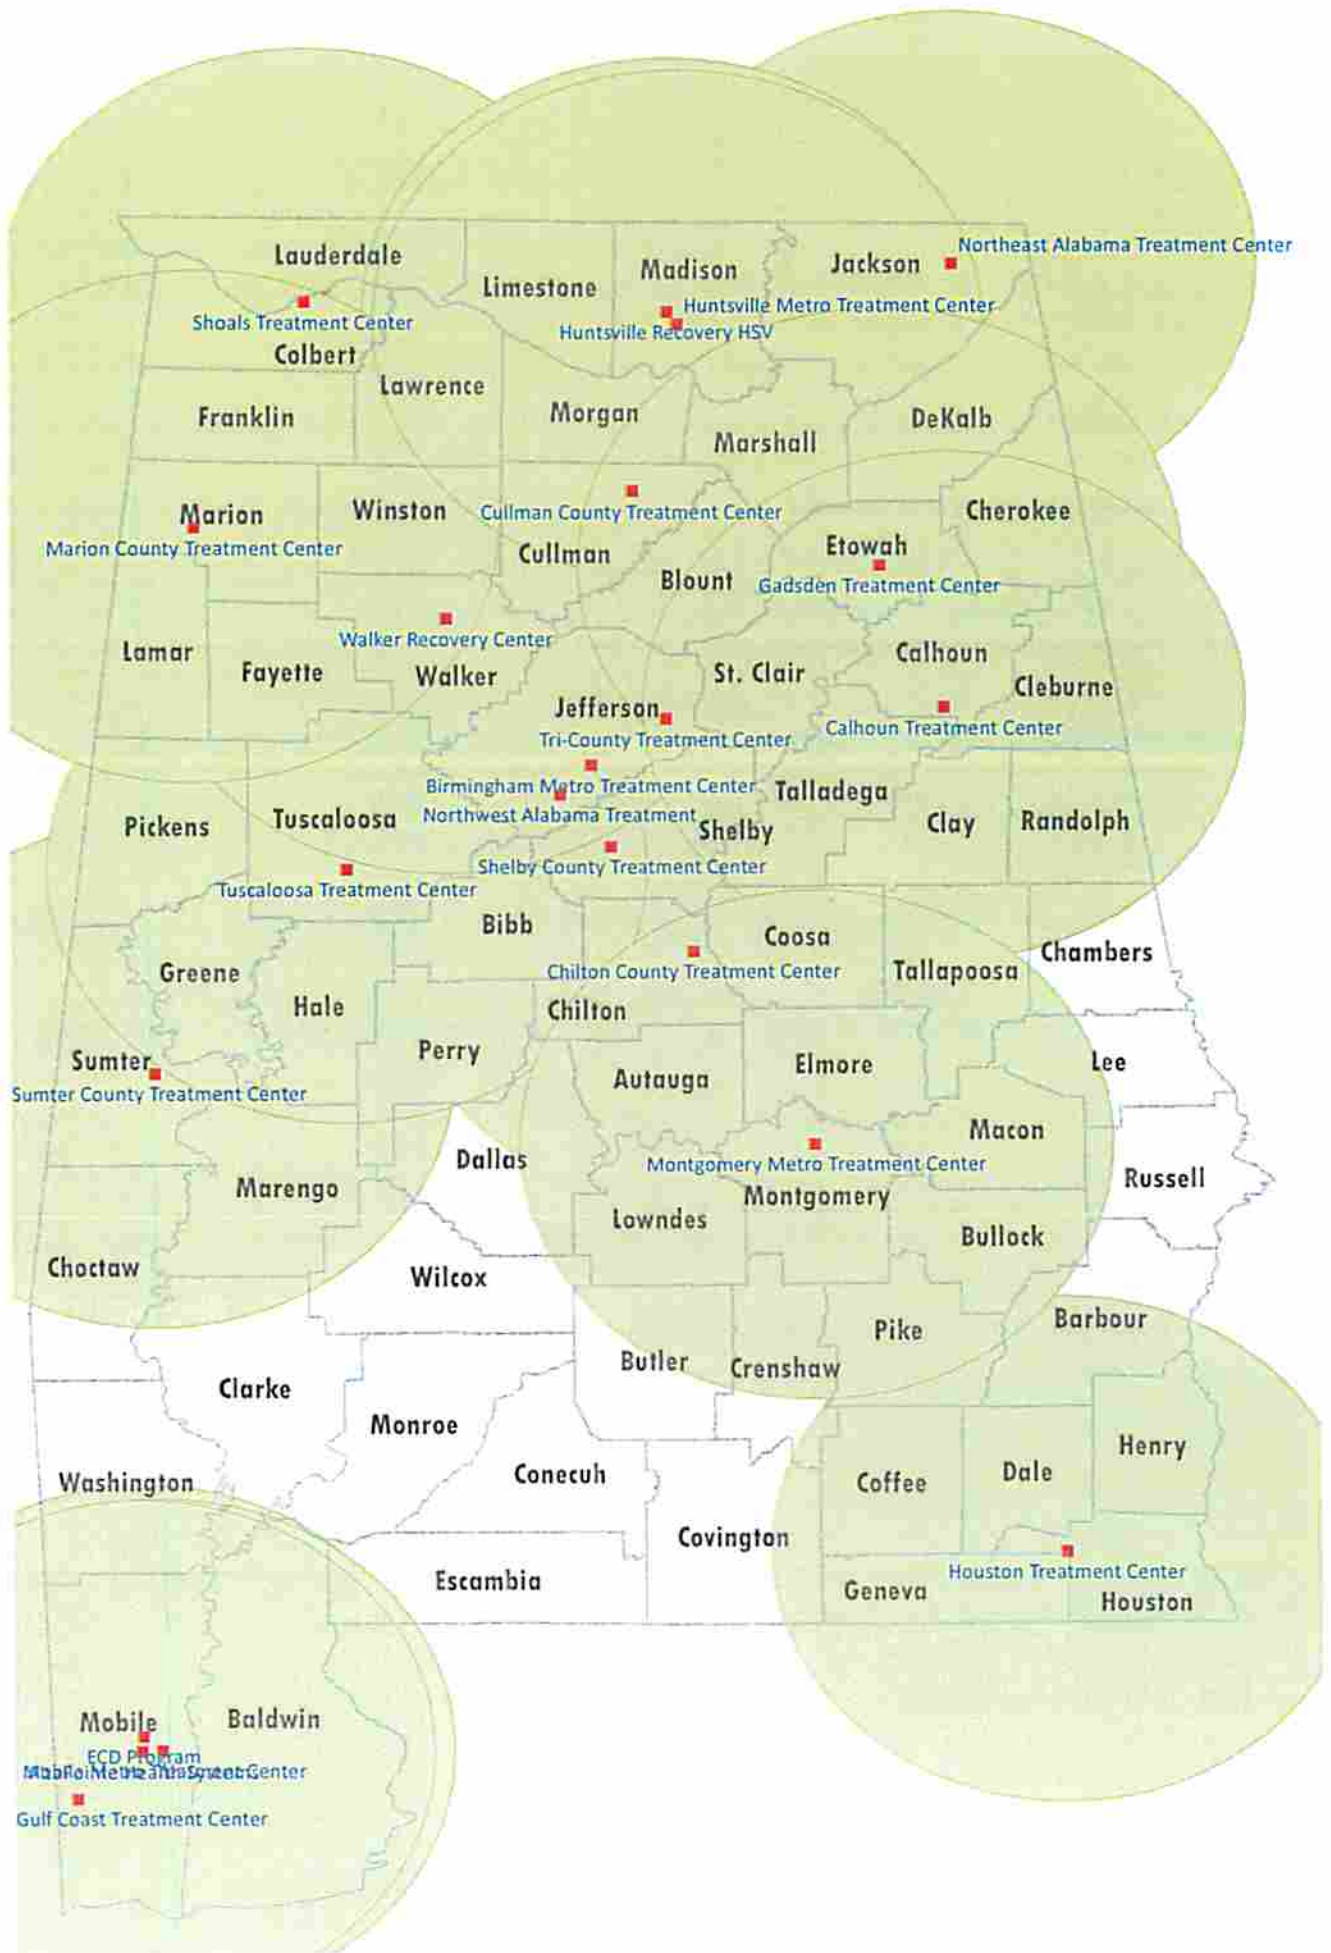 Northeast Alabama Treatment Center
Lauderdale
Madison
Jackson
Limestone
Huntsville Metro Treatment Center
Shoals Treatment Center
Huntsville Recovery HSV
Colbert
Lawrence
Franklin
Morgan
DeKalb
Marshall
Marion
Winston
Cullman County Treatment Center
Cherokee
Marion County Treatment Center
Cullman
Etowah
Blount
Gadsden Treatment Center
Walker Recovery Center
Lamar
Calhoun
Fayette
Walker
St. Clair
Cleburne
Jefferson
Calhoun Treatment Center
Tri-County Treatment Center
Birmingham Metro Treatment Center
Talladega
Pickens
Tuscaloosa
Northwest Alabama Treatment
Shelby
Clay
Randolph
Shelby County Treatment Center
Tuscaloosa Treatment Center
Bibb
Coosa
Chambers
Greene
Chilton County Treatment Center
Tallapoosa
Hale
Chilton
Perry
Sumter
Elmore
Lee
Autauga
Sumter County Treatment Center
Macon
Dallas
Montgomery Metro Treatment Center
Russell
Marengo
Montgomery
Lowndes
Bullock
Choctaw
Wilcox
Barbour
Pike
Butler
Crenshaw
Clarke
Monroe
Henry
Washington
Conecuh
Coffee
Dale
Covington
Escambia
Houston Treatment Center
Geneva
Houston
Mobile
Baldwin
ECD Program
Center
Gulf Coast Treatment Center